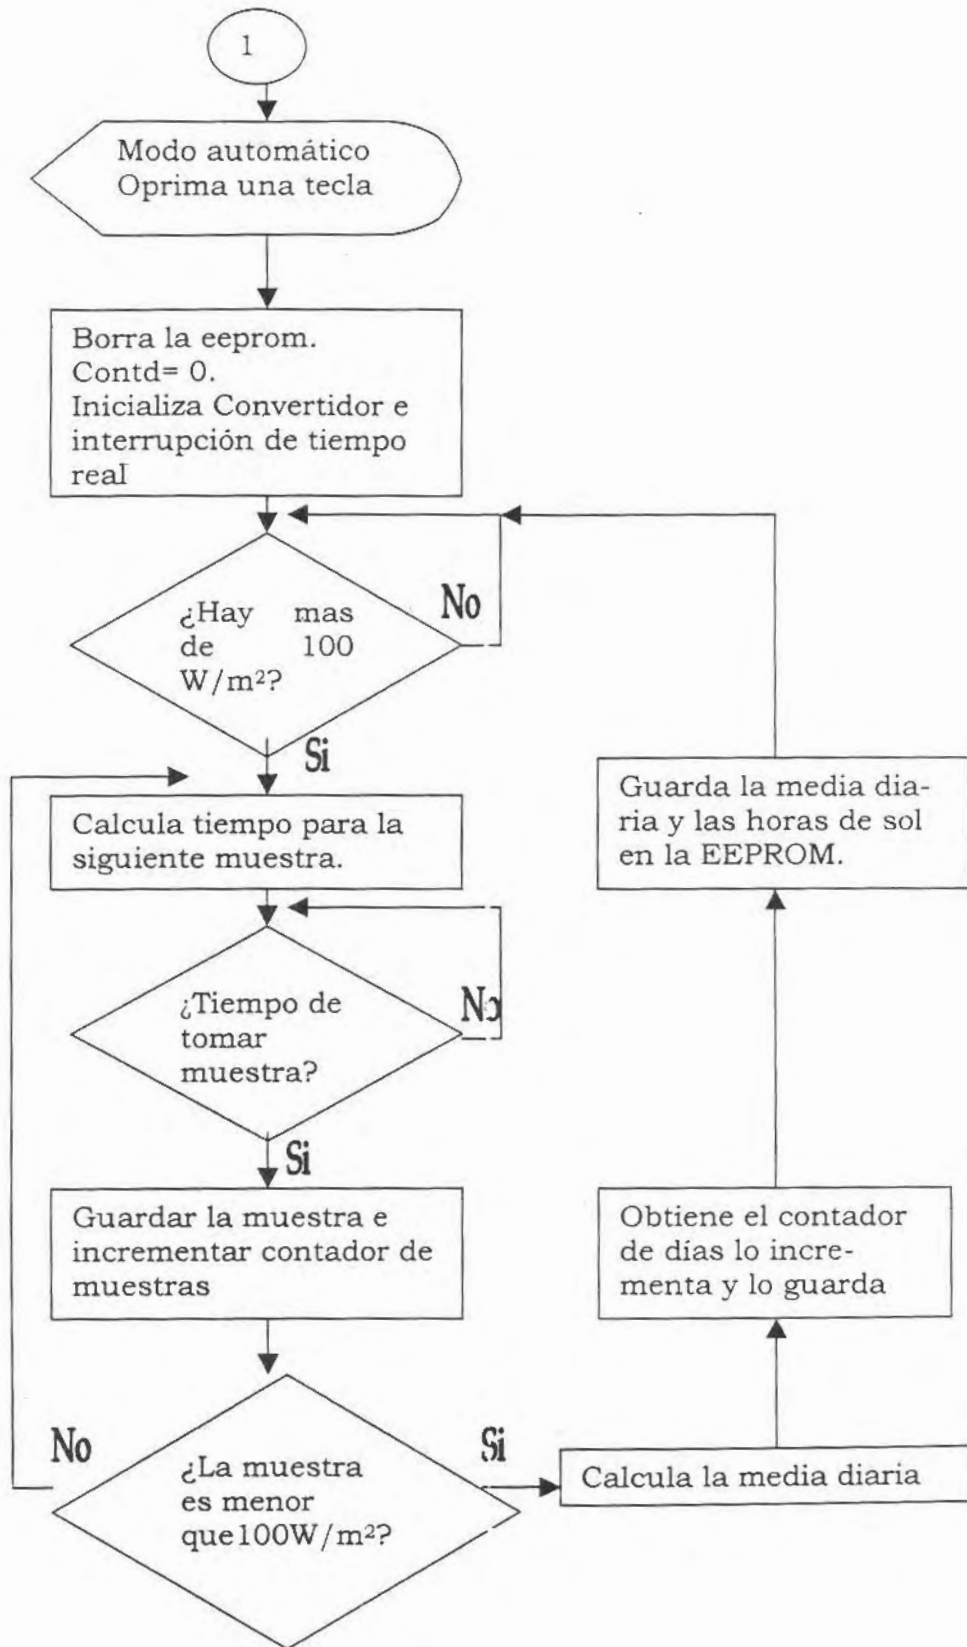 1
Modo automático
Oprima una tecla
Borra la eeprom.
Contd= 0.
Inicializa Convertidor e
interrupción de tiempo
real
¿Hay mas
de 100
W/m²?
No
Si
Calcula tiempo para la
siguiente muestra.
¿Tiempo de
tomar
muestra?
No
Si
Guardar la muestra e
incrementar contador de
muestras
¿La muestra
es menor
que100W/m²?
No
Si
Calcula la media diaria
Obtiene el contador
de días lo incre-
menta y lo guarda
Guarda la media dia-
ria y las horas de sol
en la EEPROM.